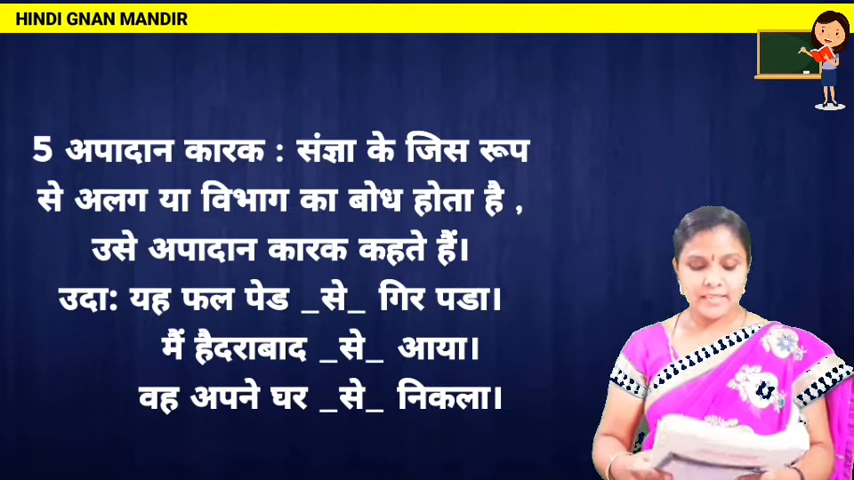 HINDI GNAN MANDIR
5 अपादान कारक : संज्ञा के जिस रूप
से अलग या विभाग का बोध होता है ,
उसे अपादान कारक कहते हैं।
उदा: यह फल पेड _से_ गिर पडा।
मैं हैदराबाद _से_ आया।
वह अपने घर _से_ निकला।